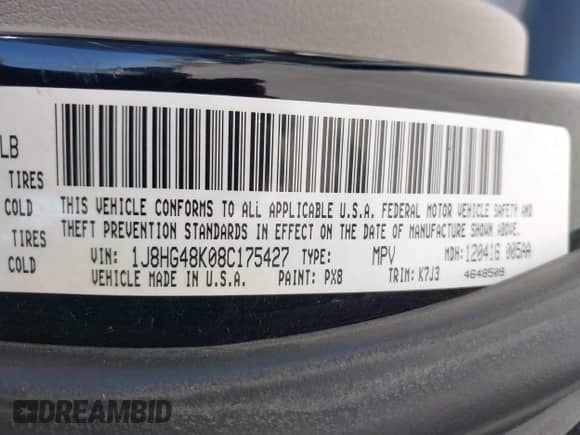 LB
TIRES
COLD
TIRES
COLD
THIS VEHICLE CONFORMS TO ALL APPLICABLE U.S.A. FEDERAL MOTOR VEHICLE SAFETY AND
THEFT PREVENTION STANDARDS IN EFFECT ON THE DATE OF MANUFACTURE SHOWN ABOVE.
VIN: 1J8HG48K08C175427 TYPE: MPV MDH: 120416 005AA
VEHICLE MADE IN U.S.A. PAINT: PX8 TRIM: K7J3 4648509
DREAMBID